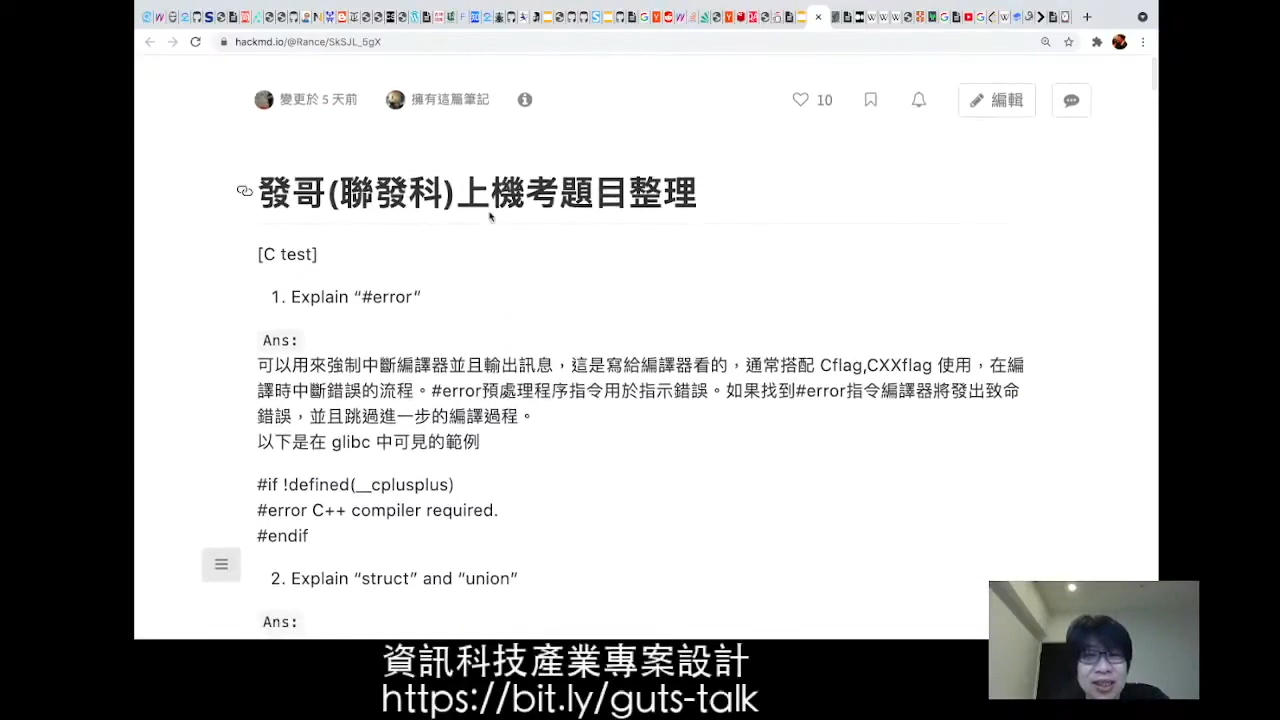 hackmd.io/@Rance/SkSJL_5gX
變更於 5 天前
擁有這篇筆記
10
編輯
發哥(聯發科)上機考題目整理
[C test]
1. Explain “#error”
Ans:
可以用來強制中斷編譯器並且輸出訊息，這是寫給編譯器看的，通常搭配 Cflag,CXXflag 使用，在編
譯時中斷錯誤的流程。#error預處理程序指令用於指示錯誤。如果找到#error指令編譯器將發出致命
錯誤，並且跳過進一步的編譯過程。
以下是在 glibc 中可見的範例
#if !defined(__cplusplus)
#error C++ compiler required.
#endif
2. Explain “struct” and “union”
Ans:
資訊科技產業專案設計
https://bit.ly/guts-talk